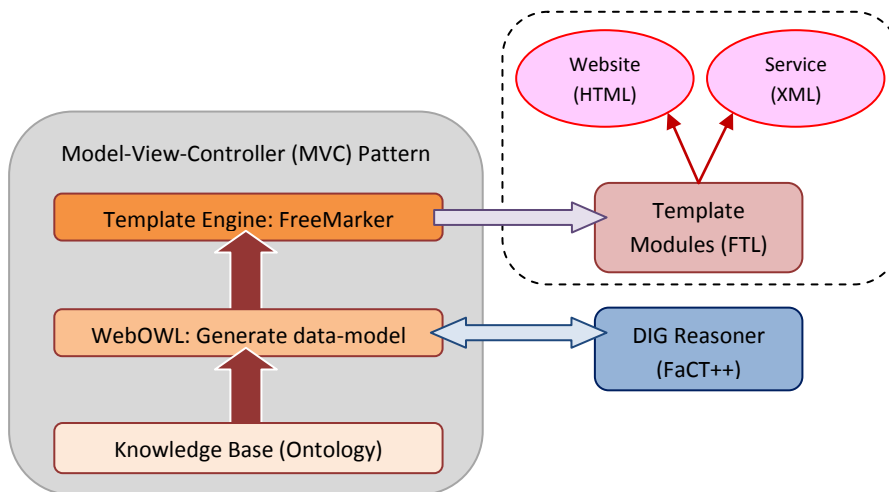 Website
(HTML)
Service
(XML)
Model-View-Controller (MVC) Pattern
Template Engine: FreeMarker
Template
Modules (FTL)
WebOWL: Generate data-model
DIG Reasoner
(FaCT++)
Knowledge Base (Ontology)